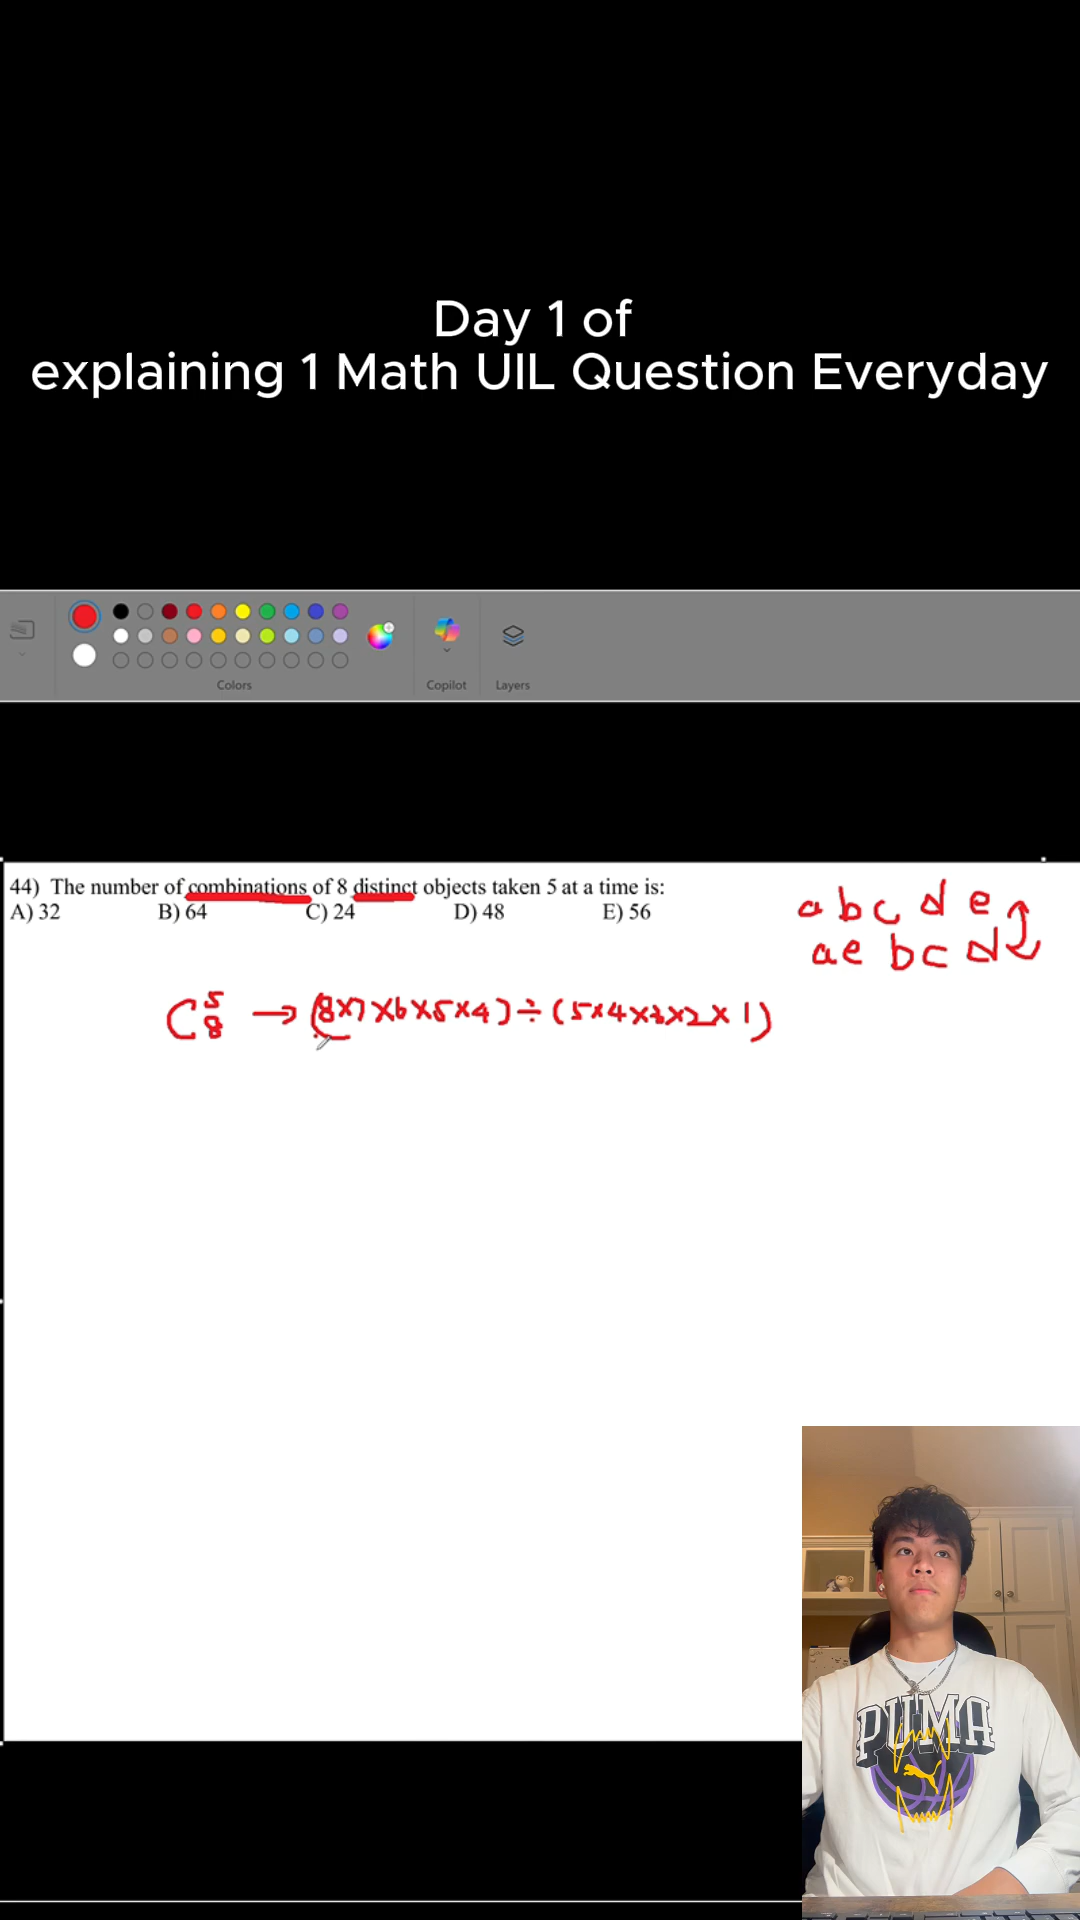 Day 1 of
explaining 1 Math UIL Question Everyday
Colors
Copilot
Layers
44) The number of combinations of 8 distinct objects taken 5 at a time is:
A) 32 B) 64 C) 24 D) 48 E) 56
a b c d e
a e b c d
C 5 8 → (8×7×6×5×4) ÷ (5×4×3×2×1)
PUMA